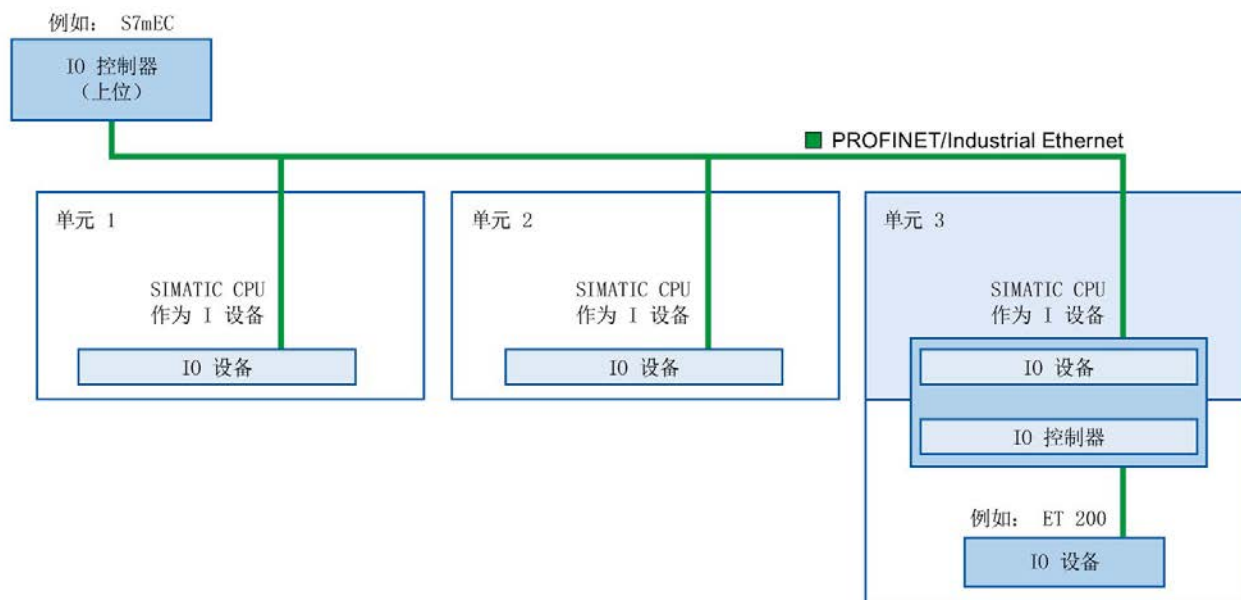 例如： S7mEC
IO 控制器
（上位）
PROFINET/Industrial Ethernet
单元 1
SIMATIC CPU
作为 I 设备
IO 设备
单元 2
SIMATIC CPU
作为 I 设备
IO 设备
单元 3
SIMATIC CPU
作为 I 设备
IO 设备
IO 控制器
例如： ET 200
IO 设备